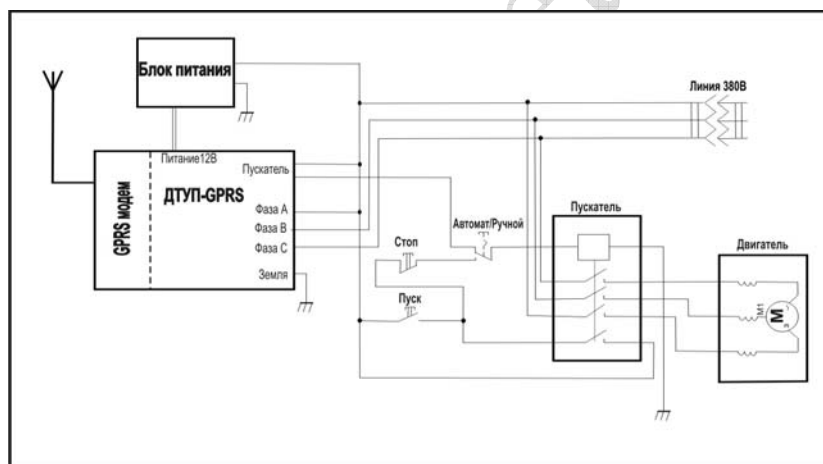 Блок питания
Линия 380В
Питание12В
Пускатель
GPRS модем
ДТУП-GPRS
Фаза А
Фаза В
Фаза С
Земля
Автомат/Ручной
Стоп
Пуск
Пускатель
Двигатель
М1
М